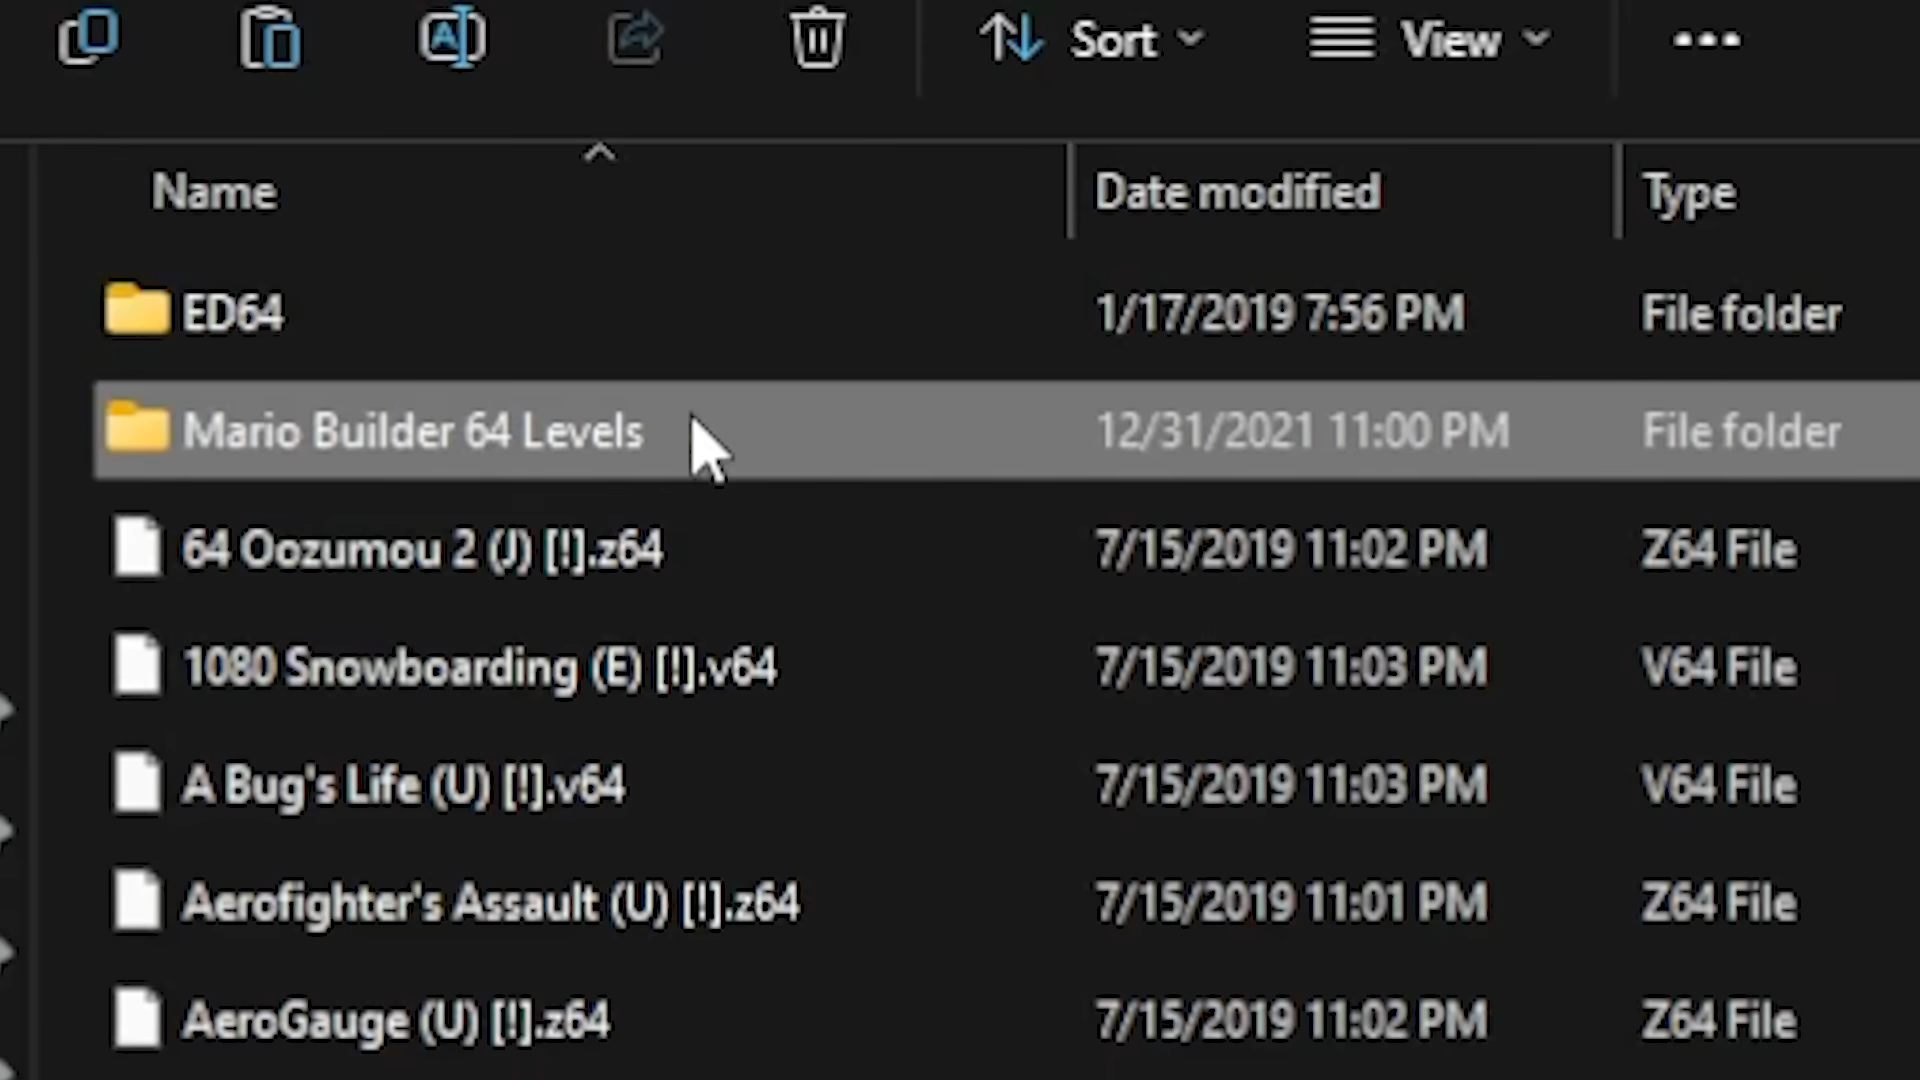 Sort View
Name Date modified Type
ED64 1/17/2019 7:56 PM File folder
Mario Builder 64 Levels 12/31/2021 11:00 PM File folder
64 Oozumou 2 (J) [!].z64 7/15/2019 11:02 PM Z64 File
1080 Snowboarding (E) [!].v64 7/15/2019 11:03 PM V64 File
A Bug's Life (U) [!].v64 7/15/2019 11:03 PM V64 File
Aerofighter's Assault (U) [!].z64 7/15/2019 11:01 PM Z64 File
AeroGauge (U) [!].z64 7/15/2019 11:02 PM Z64 File